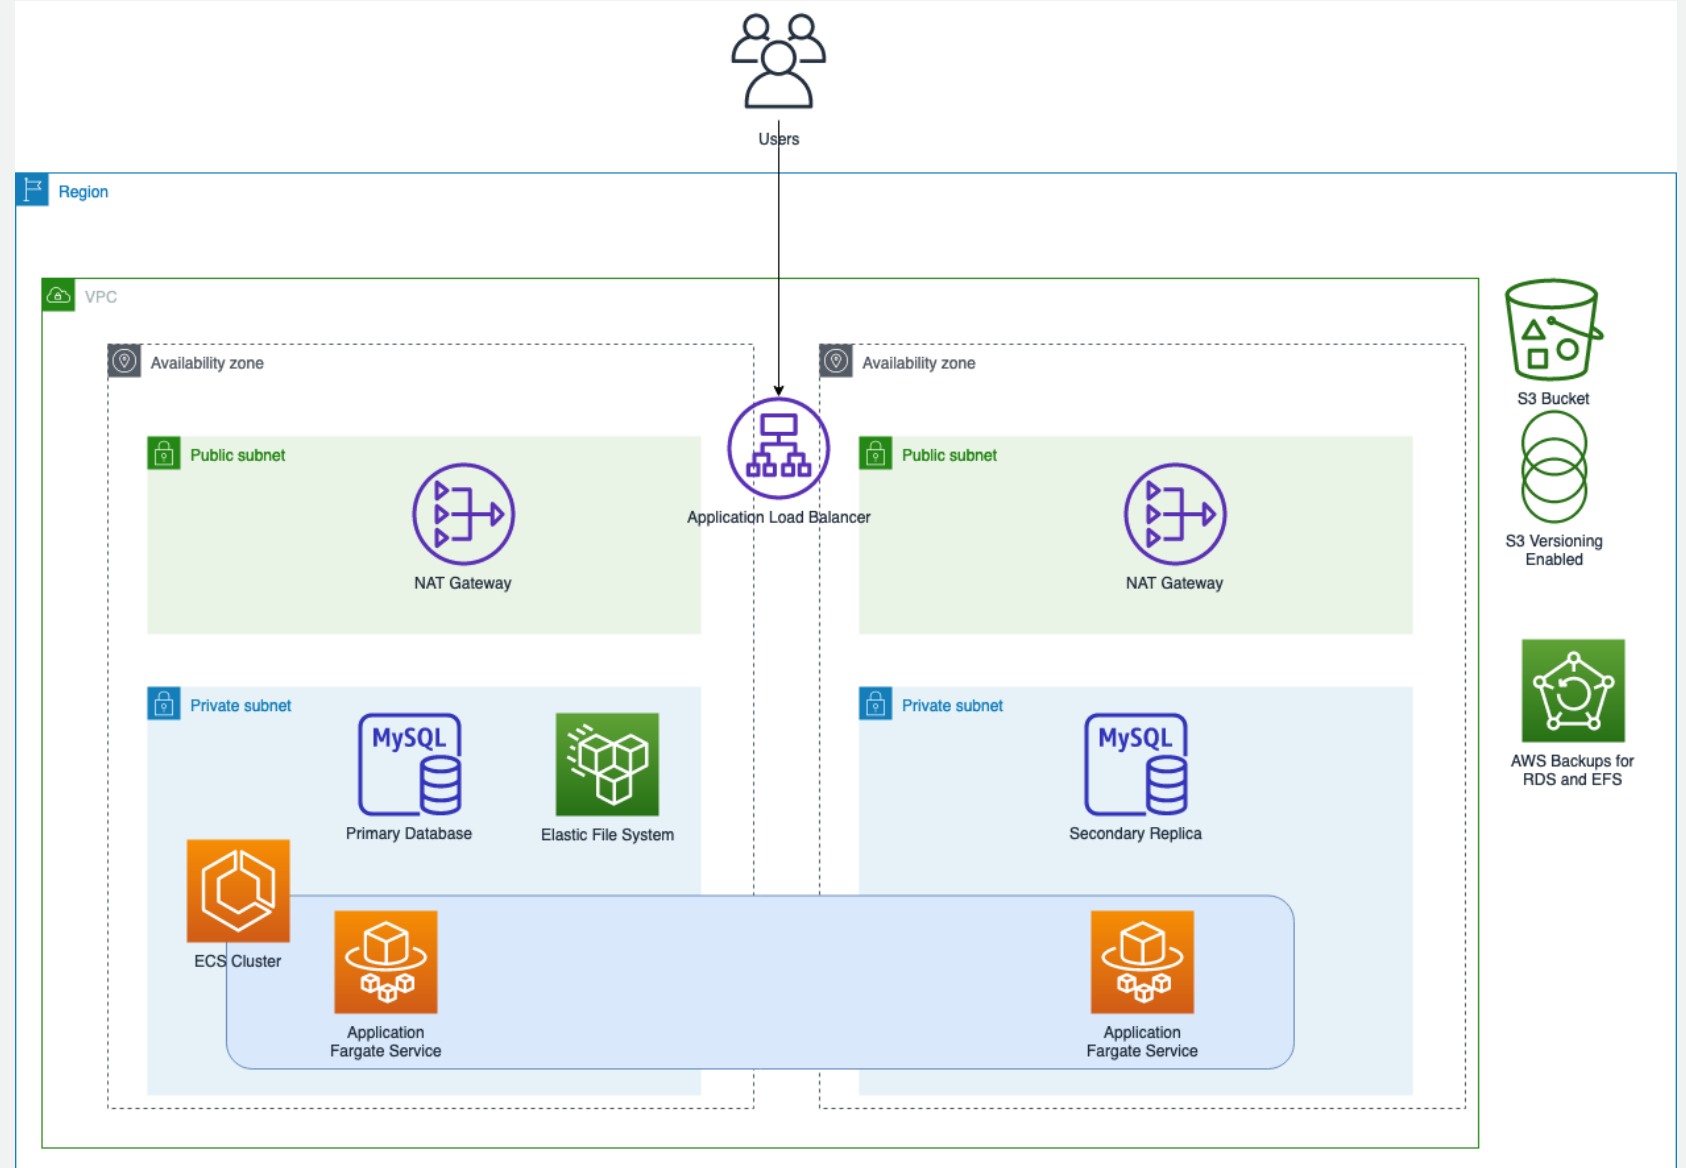 Users
Region
VPC
Availability zone
Availability zone
S3 Bucket
Public subnet
Public subnet
Application Load Balancer
S3 Versioning
Enabled
NAT Gateway
NAT Gateway
Private subnet
Private subnet
MySQL
MySQL
AWS Backups for
RDS and EFS
Primary Database
Elastic File System
Secondary Replica
ECS Cluster
Application
Fargate Service
Application
Fargate Service